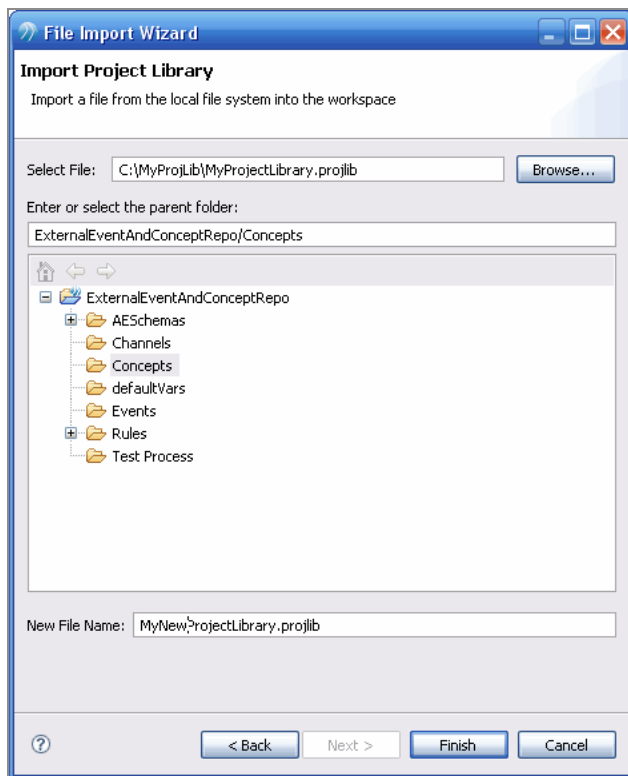 File Import Wizard
Import Project Library
Import a file from the local file system into the workspace
Select File: C:\MyProjLib\MyProjectLibrary.projlib Browse...
Enter or select the parent folder:
ExternalEventAndConceptRepo/Concepts
ExternalEventAndConceptRepo
AESchemas
Channels
Concepts
defaultVars
Events
Rules
Test Process
New File Name: MyNewProjectLibrary.projlib
? < Back Next > Finish Cancel